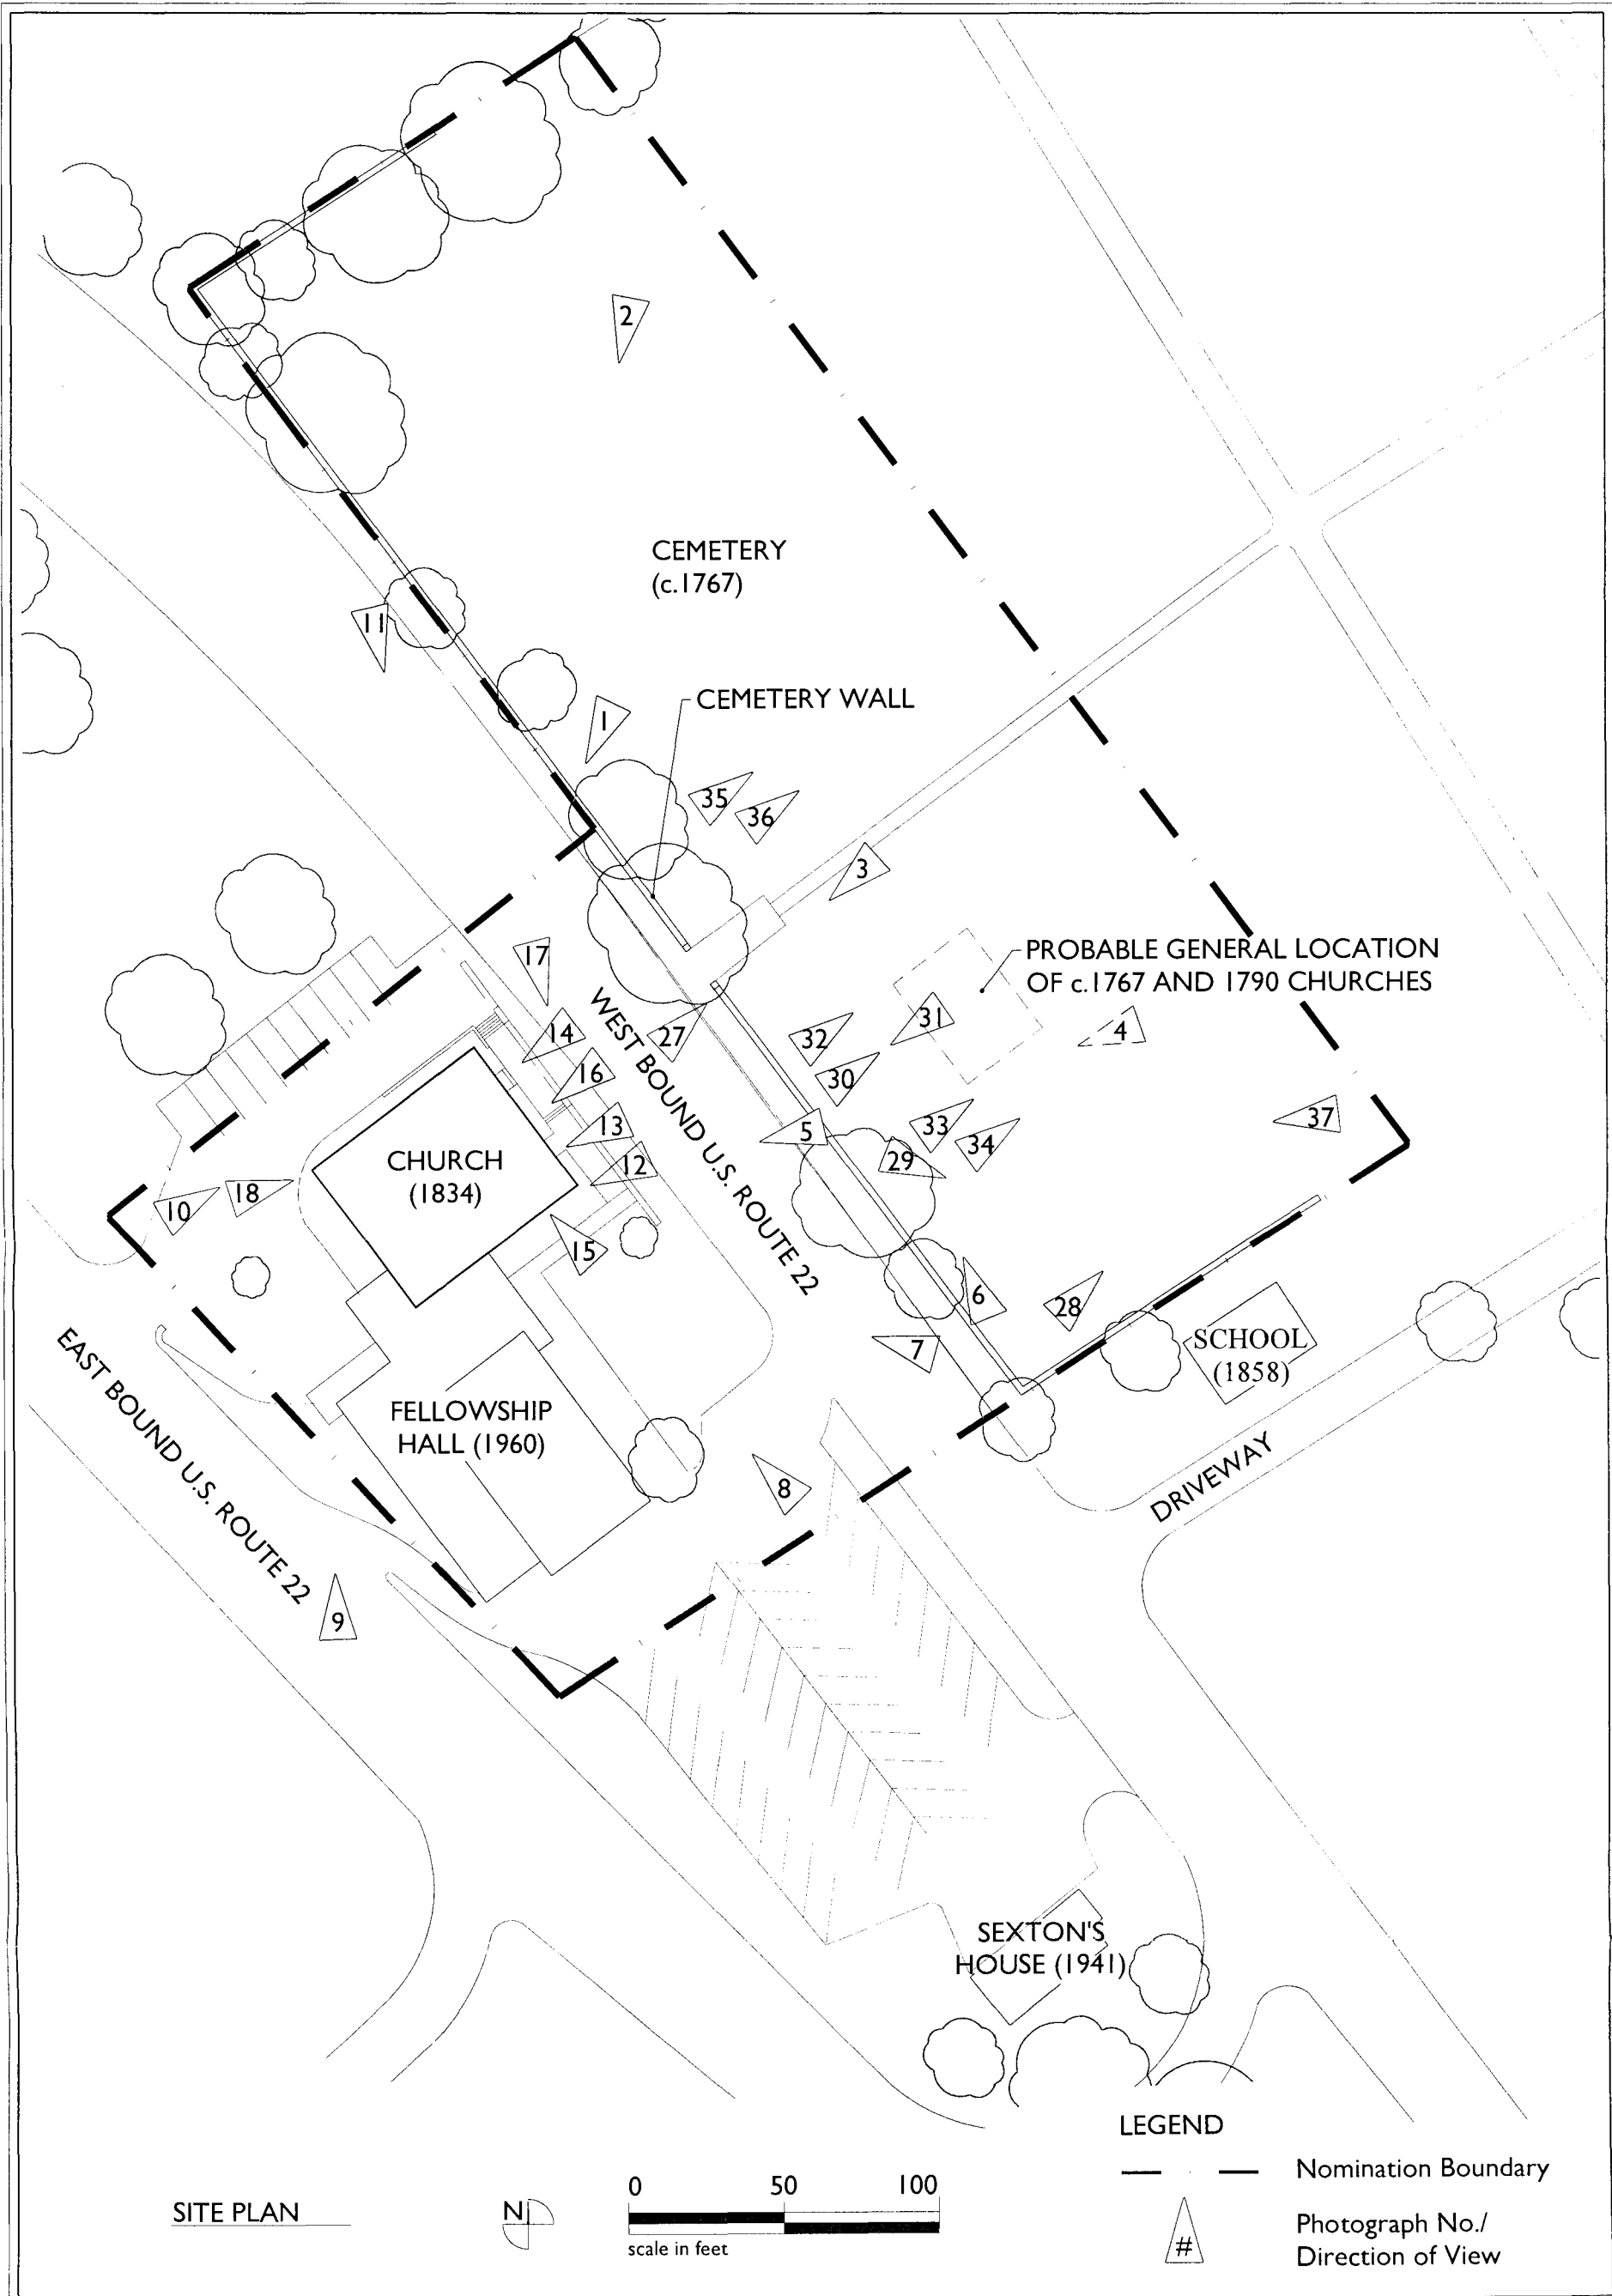 2
CEMETERY
(c.1767)
11
CEMETERY WALL
1
35
36
3
PROBABLE GENERAL LOCATION
OF c.1767 AND 1790 CHURCHES
17
WEST BOUND U.S. ROUTE 22
14
27
31
32
4
16
30
13
5
33
37
34
12
29
CHURCH
(1834)
10
18
15
6
28
7
SCHOOL
(1858)
EAST BOUND U.S. ROUTE 22
FELLOWSHIP
HALL (1960)
8
DRIVEWAY
9
SEXTON'S
HOUSE (1941)
LEGEND
Nomination Boundary
#
Photograph No./
Direction of View
SITE PLAN
N
0 50 100
scale in feet